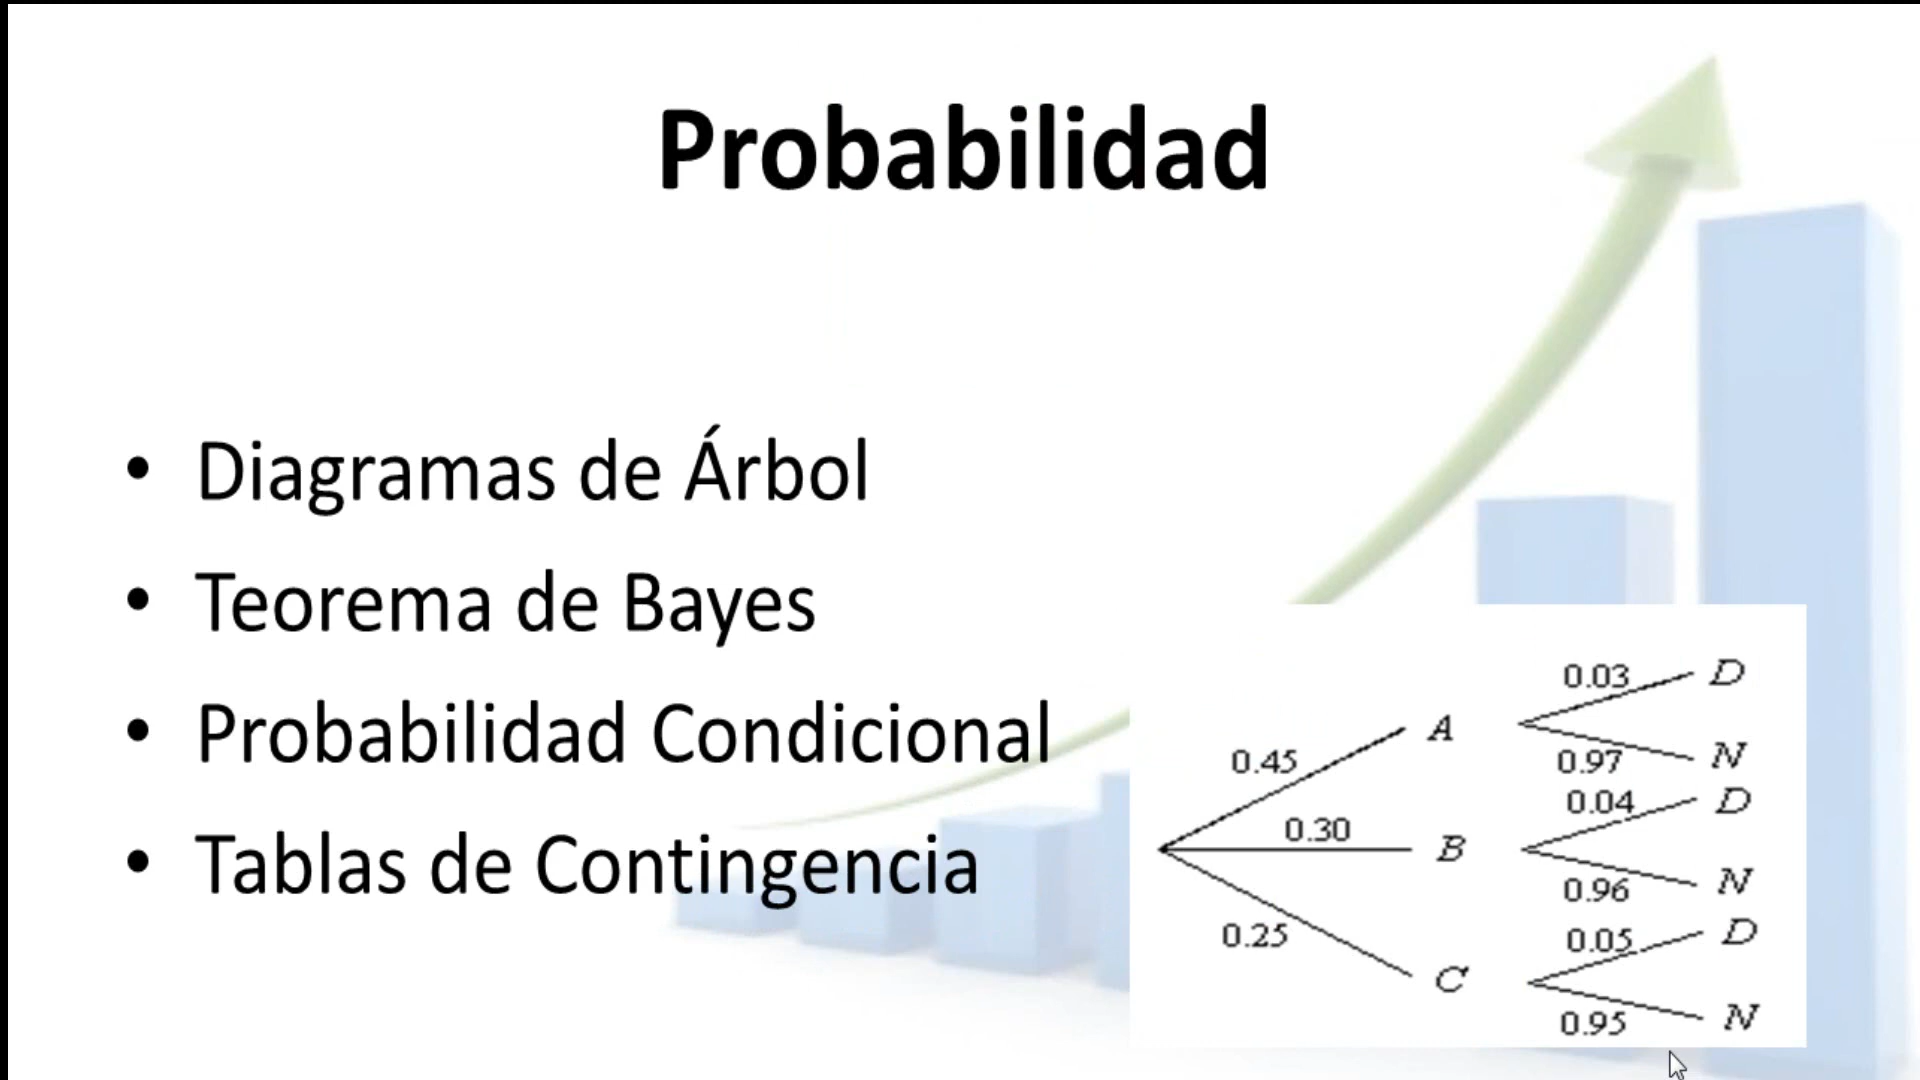 Probabilidad
• Diagramas de Árbol
• Teorema de Bayes
• Probabilidad Condicional
• Tablas de Contingencia
0.03 D
0.45 A
0.97 N
0.04 D
0.30 B
0.96 N
0.05 D
0.25 C
0.95 N